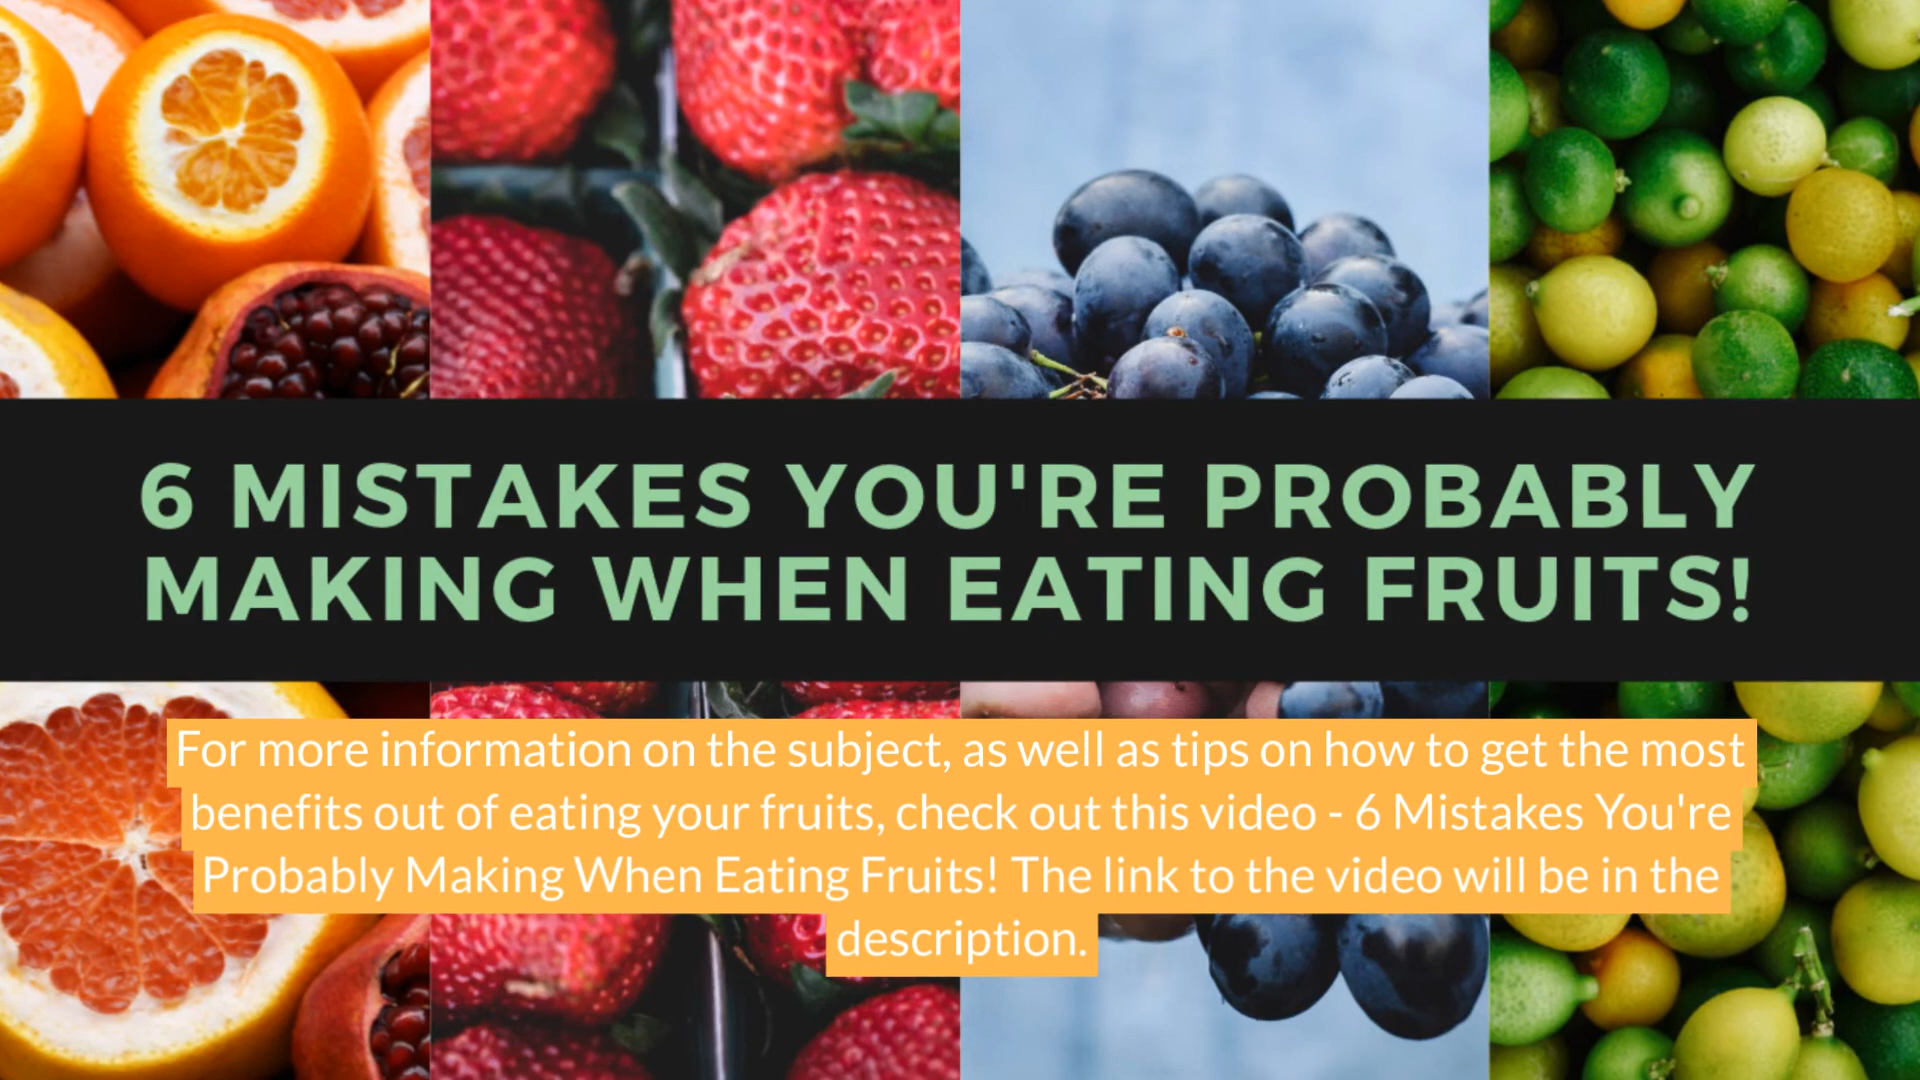 6 MISTAKES YOU'RE PROBABLY
MAKING WHEN EATING FRUITS!
For more information on the subject, as well as tips on how to get the most
benefits out of eating your fruits, check out this video - 6 Mistakes You're
Probably Making When Eating Fruits! The link to the video will be in the
description.